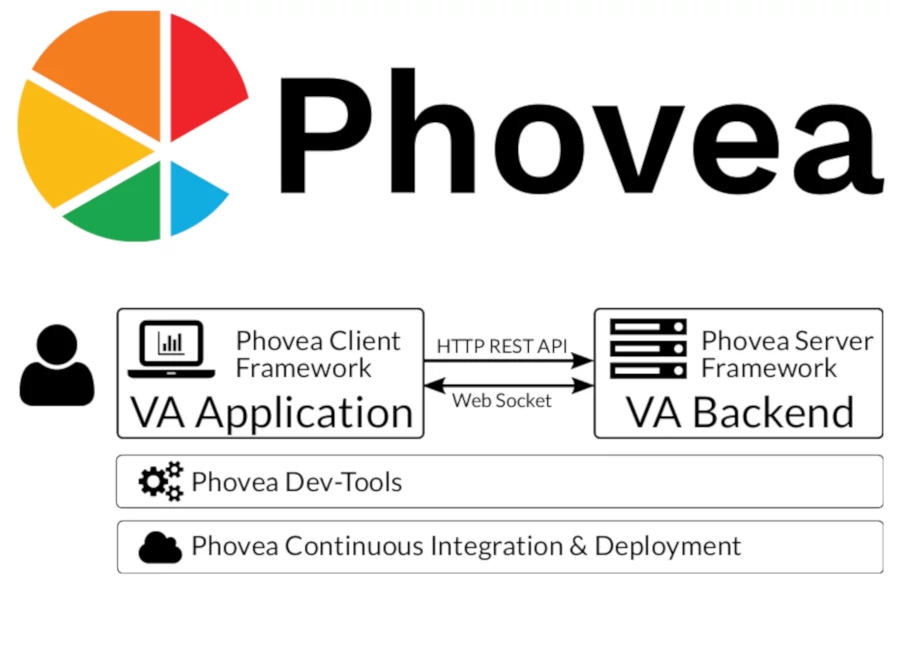 Phovea
Phovea Client
Framework
VA Application
HTTP REST API
Web Socket
Phovea Server
Framework
VA Backend
Phovea Dev-Tools
Phovea Continuous Integration & Deployment